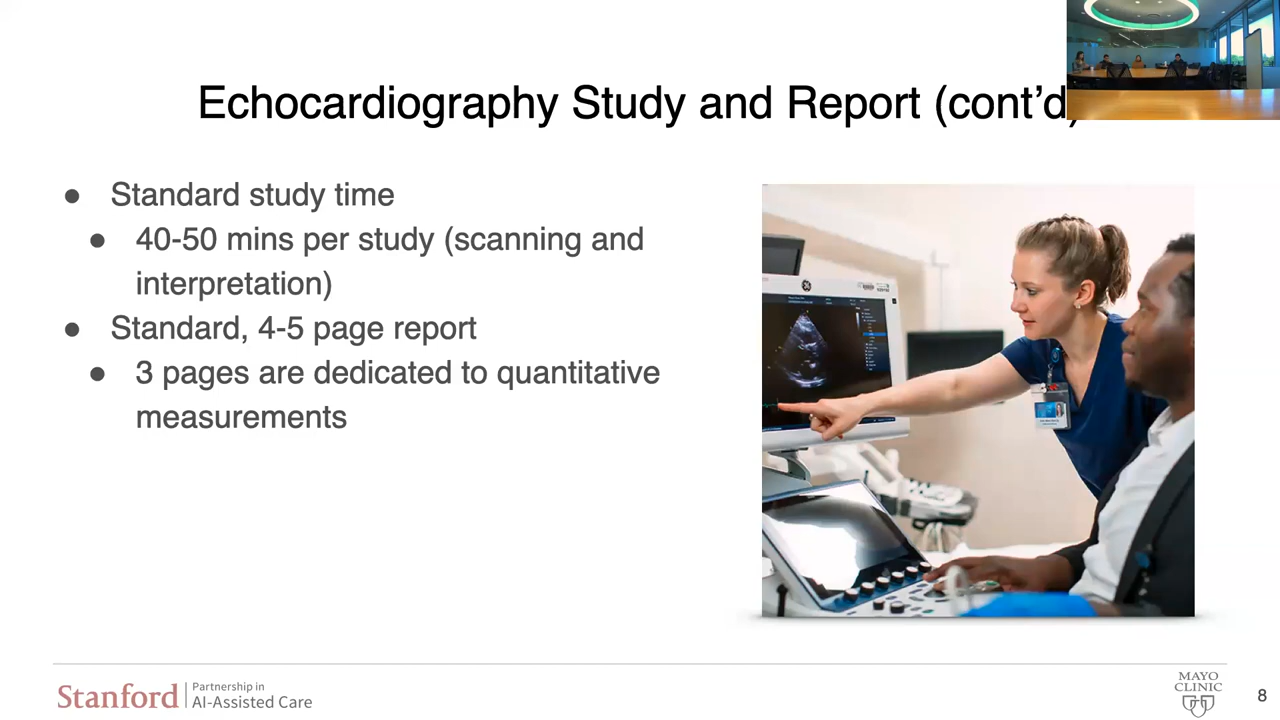 Echocardiography Study and Report (cont'd)
● Standard study time
● 40-50 mins per study (scanning and
interpretation)
● Standard, 4-5 page report
● 3 pages are dedicated to quantitative
measurements
Stanford
Partnership in
AI-Assisted Care
MAYO
CLINIC
8